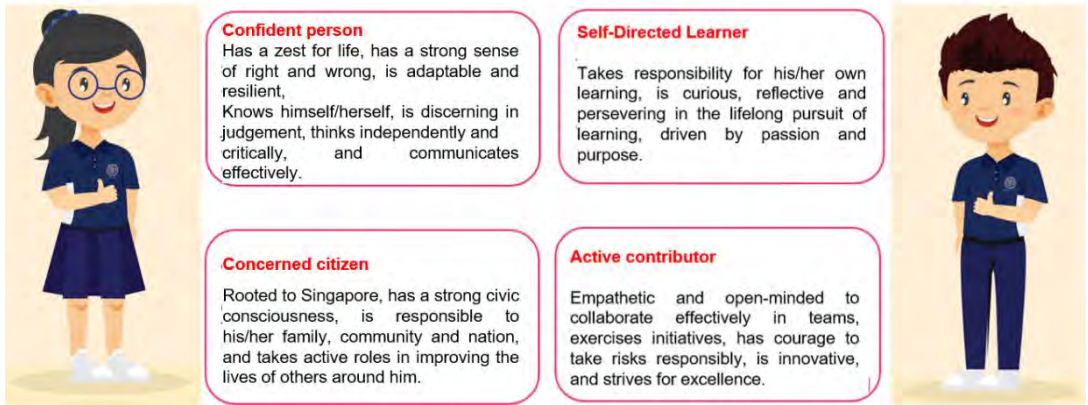 Confident person
Has a zest for life, has a strong sense
of right and wrong, is adaptable and
resilient,
Knows himself/herself, is discerning in
judgement, thinks independently and
critically, and communicates
effectively.
Self-Directed Learner
Takes responsibility for his/her own
learning, is curious, reflective and
persevering in the lifelong pursuit of
learning, driven by passion and
purpose.
Concerned citizen
Rooted to Singapore, has a strong civic
consciousness, is responsible to
his/her family, community and nation,
and takes active roles in improving the
lives of others around him.
Active contributor
Empathetic and open-minded to
collaborate effectively in teams,
exercises initiatives, has courage to
take risks responsibly, is innovative,
and strives for excellence.